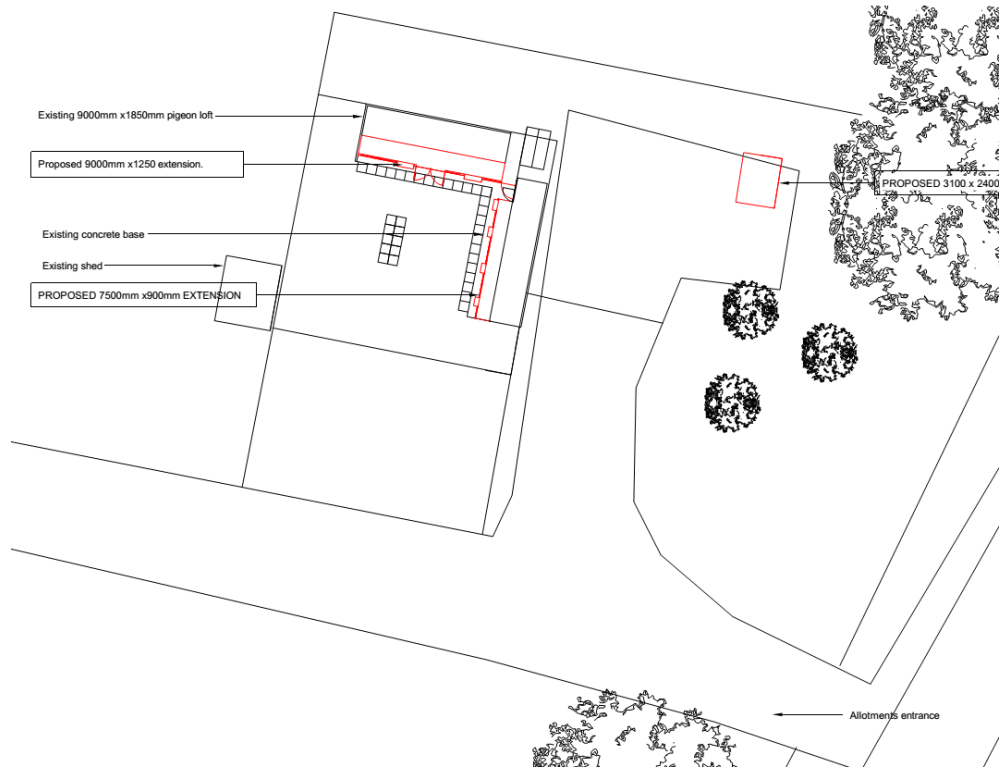 Existing 9000mm x1850mm pigeon loft
Proposed 9000mm x1250 extension.
PROPOSED 3100 x 2400
Existing concrete base
Existing shed
PROPOSED 7500mm x900mm EXTENSION
Allotments entrance